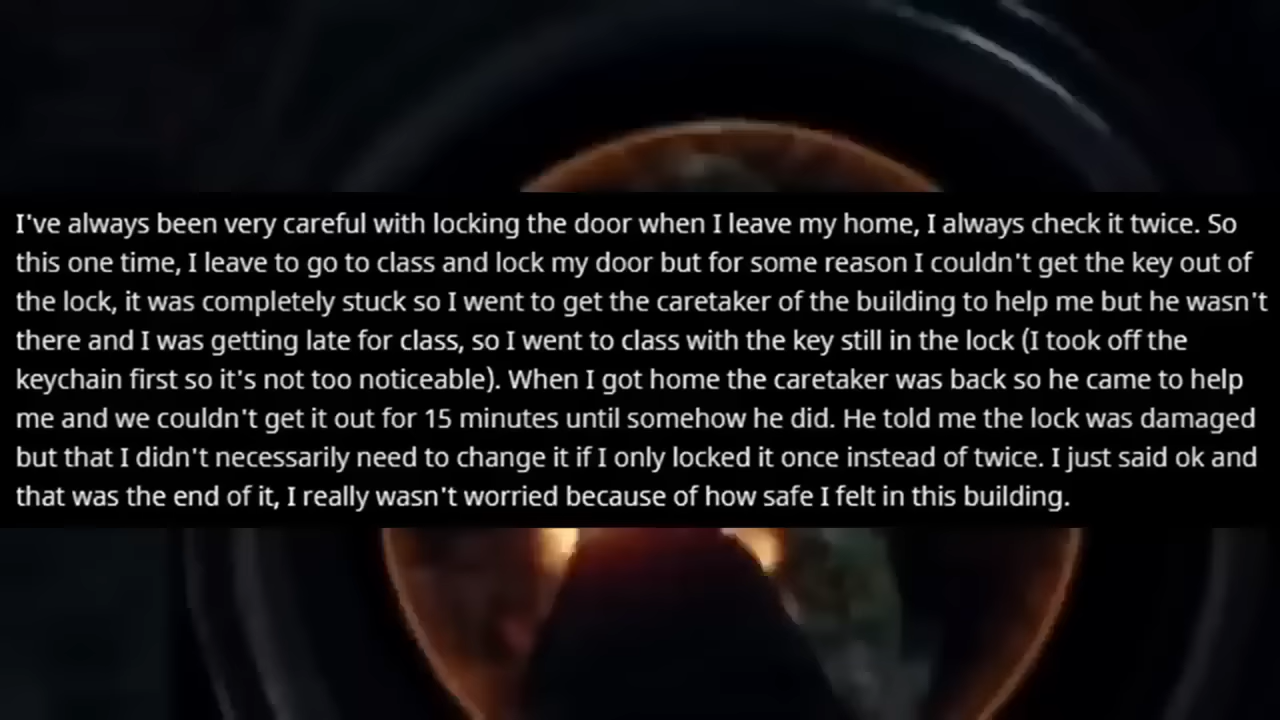 I've always been very careful with locking the door when I leave my home, I always check it twice. So
this one time, I leave to go to class and lock my door but for some reason I couldn't get the key out of
the lock, it was completely stuck so I went to get the caretaker of the building to help me but he wasn't
there and I was getting late for class, so I went to class with the key still in the lock (I took off the
keychain first so it's not too noticeable). When I got home the caretaker was back so he came to help
me and we couldn't get it out for 15 minutes until somehow he did. He told me the lock was damaged
but that I didn't necessarily need to change it if I only locked it once instead of twice. I just said ok and
that was the end of it, I really wasn't worried because of how safe I felt in this building.